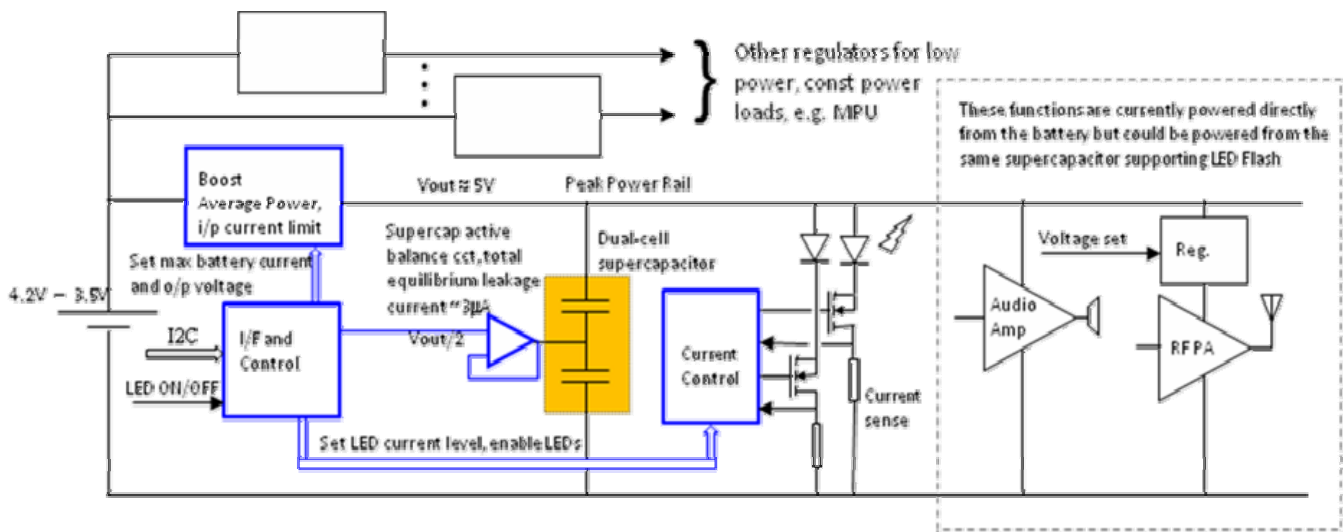 Other regulators for low
power, const power
loads, e.g. MPU
These functions are currently powered directly
from the battery but could be powered from the
same supercapacitor supporting LED Flash
Boost
Average Power,
i/p current limit
Vout ≈ 5V
Peak Power Rail
Set max battery current
and o/p voltage
Supercap active
balance cct, total
equilibrium leakage
current ~ 3µA
Vout/2
Dual-cell
supercapacitor
Voltage set
Reg.
4.2V – 3.5V
I2C
I/F and
Control
LED ON/OFF
Current
Control
Current
sense
Audio
Amp
RFPA
Set LED current level, enable LEDs